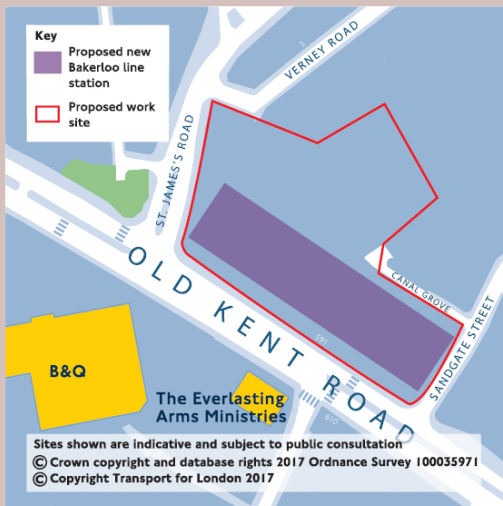 Key
Proposed new
Bakerloo line
station
Proposed work
site
VERNEY ROAD
ST. JAMES'S ROAD
OLD KENT ROAD
CANAL GROVE
SANDGATE STREET
591
B&Q
The Everlasting
Arms Ministries
610
Sites shown are indicative and subject to public consultation
© Crown copyright and database rights 2017 Ordnance Survey 100035971
© Copyright Transport for London 2017